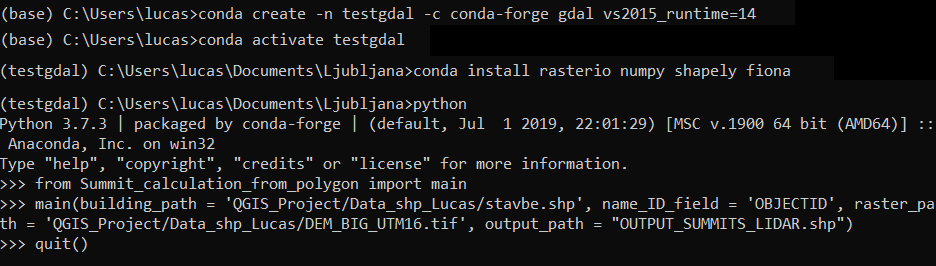 (base) C:\Users\lucas>conda create -n testgdal -c conda-forge gdal vs2015_runtime=14
(base) C:\Users\lucas>conda activate testgdal
(testgdal) C:\Users\lucas\Documents\Ljubljana>conda install rasterio numpy shapely fiona
(testgdal) C:\Users\lucas\Documents\Ljubljana>python
Python 3.7.3 | packaged by conda-forge | (default, Jul  1 2019, 22:01:29) [MSC v.1900 64 bit (AMD64)] ::
 Anaconda, Inc. on win32
Type "help", "copyright", "credits" or "license" for more information.
>>> from Summit_calculation_from_polygon import main
>>> main(building_path = 'QGIS_Project/Data_shp_Lucas/stavbe.shp', name_ID_field = 'OBJECTID', raster_pa
th = 'QGIS_Project/Data_shp_Lucas/DEM_BIG_UTM16.tif', output_path = "OUTPUT_SUMMITS_LIDAR.shp")
>>> quit()